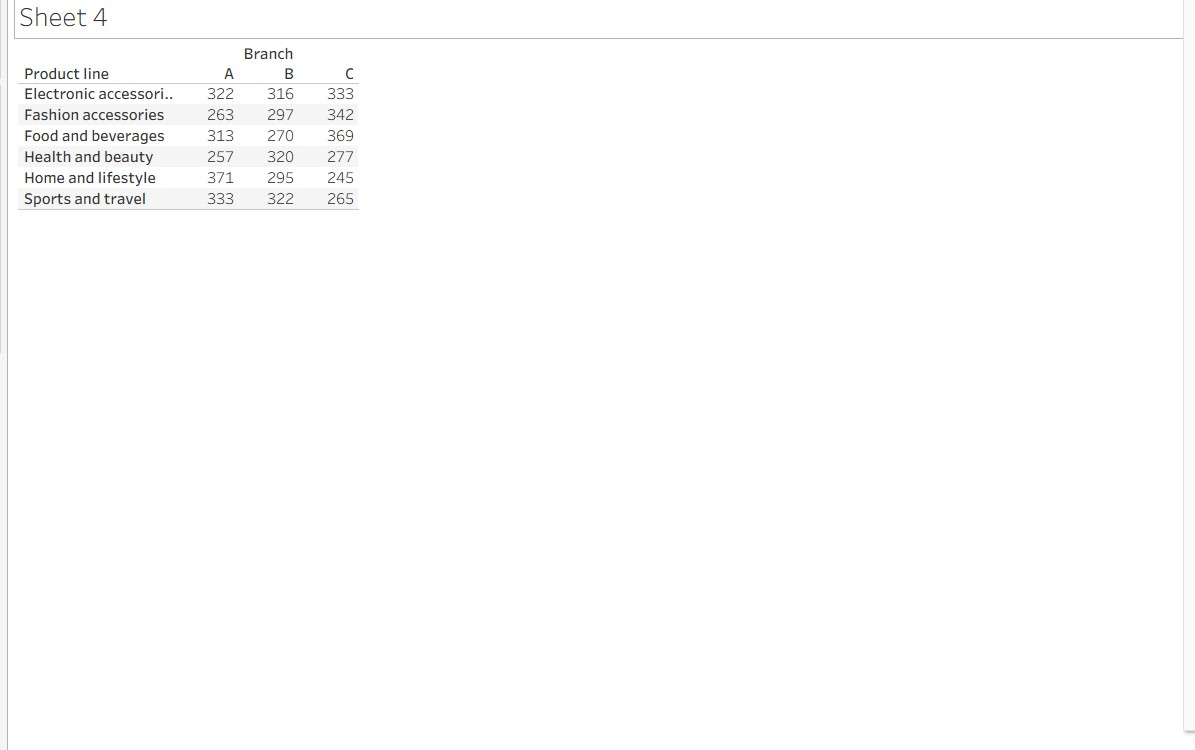 Sheet 4
Branch
Product line A B C
Electronic accessori.. 322 316 333
Fashion accessories 263 297 342
Food and beverages 313 270 369
Health and beauty 257 320 277
Home and lifestyle 371 295 245
Sports and travel 333 322 265